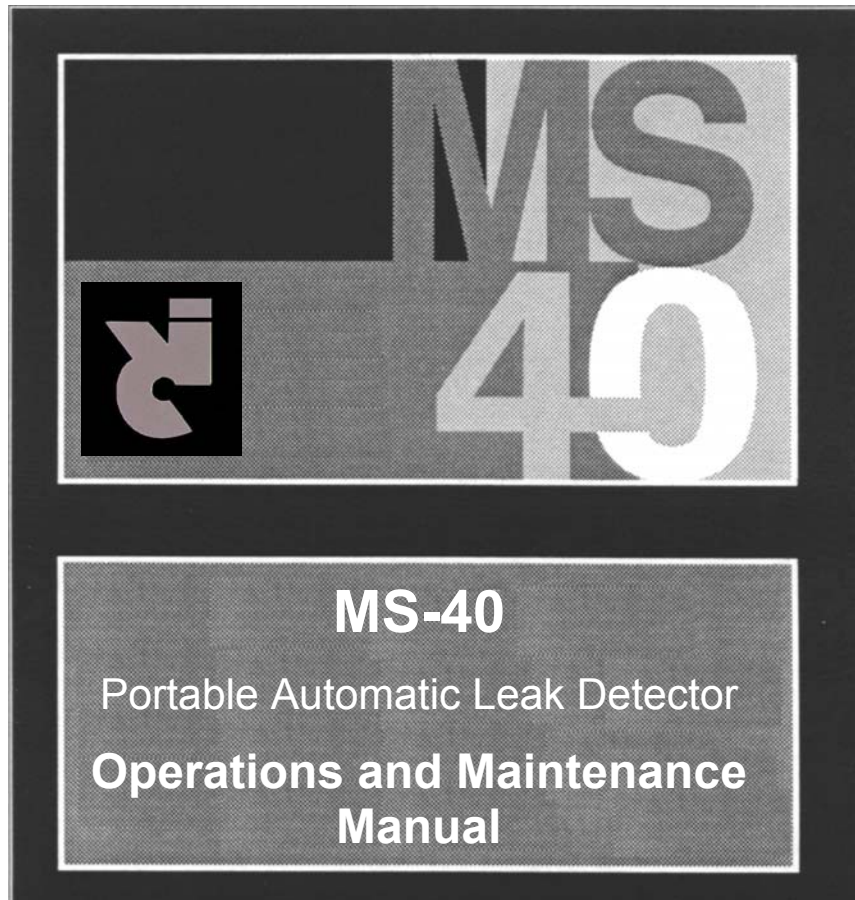 MS
40
MS-40
Portable Automatic Leak Detector
Operations and Maintenance
Manual